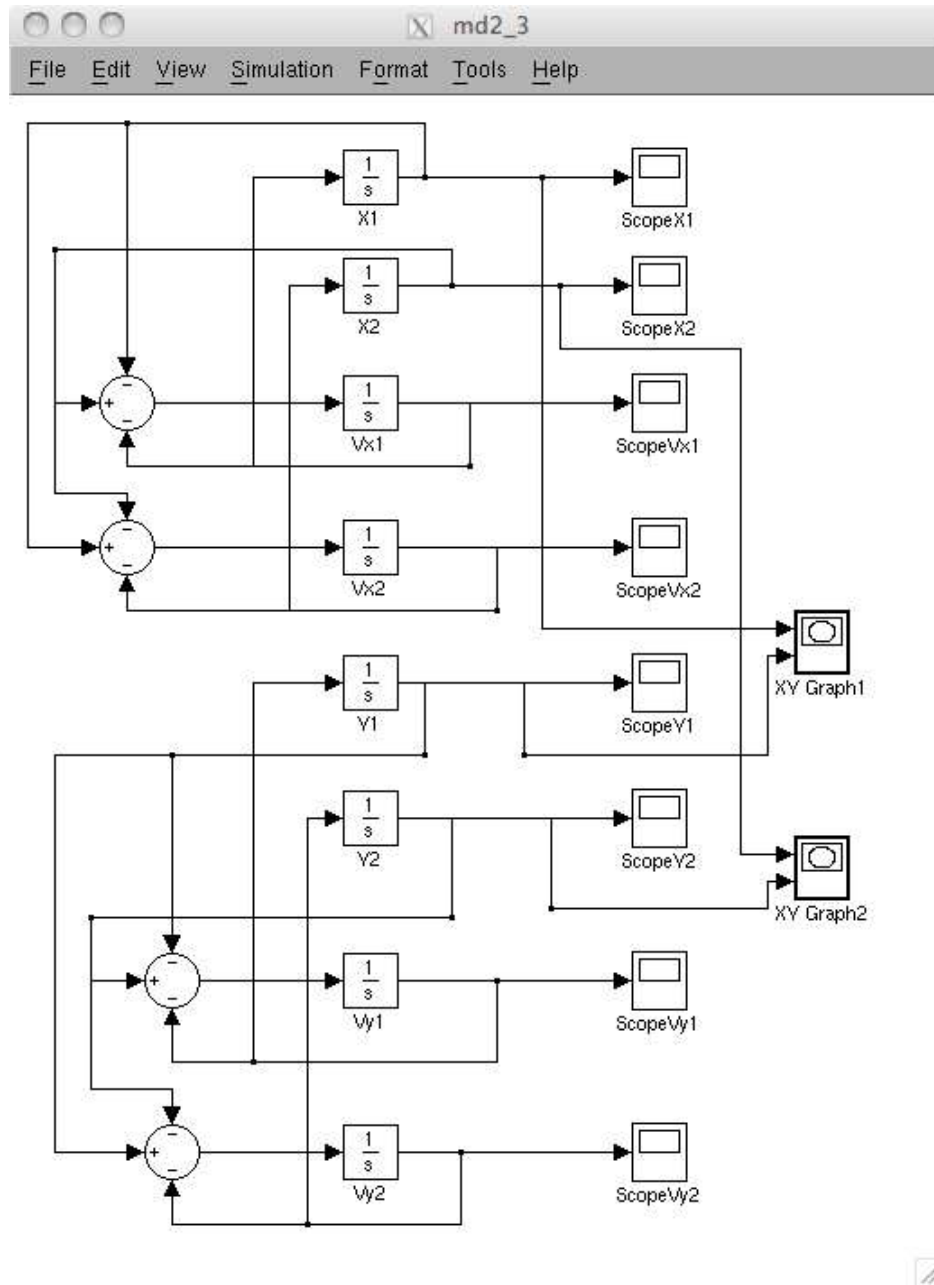 md2_3
File Edit View Simulation Format Tools Help
1
s
X1
ScopeX1
1
s
X2
ScopeX2
−
+
−
1
s
Vx1
ScopeVx1
−
+
−
1
s
Vx2
ScopeVx2
XY Graph1
1
s
Y1
ScopeY1
1
s
Y2
ScopeY2
XY Graph2
−
+
−
1
s
Vy1
ScopeVy1
−
+
−
1
s
Vy2
ScopeVy2